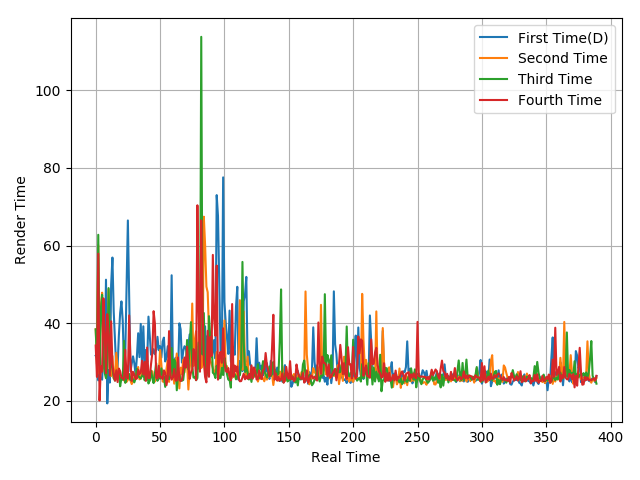 First Time(D)
Second Time
Third Time
Fourth Time
Render Time
100
80
60
40
20
0
50
100
150
200
250
300
350
400
Real Time